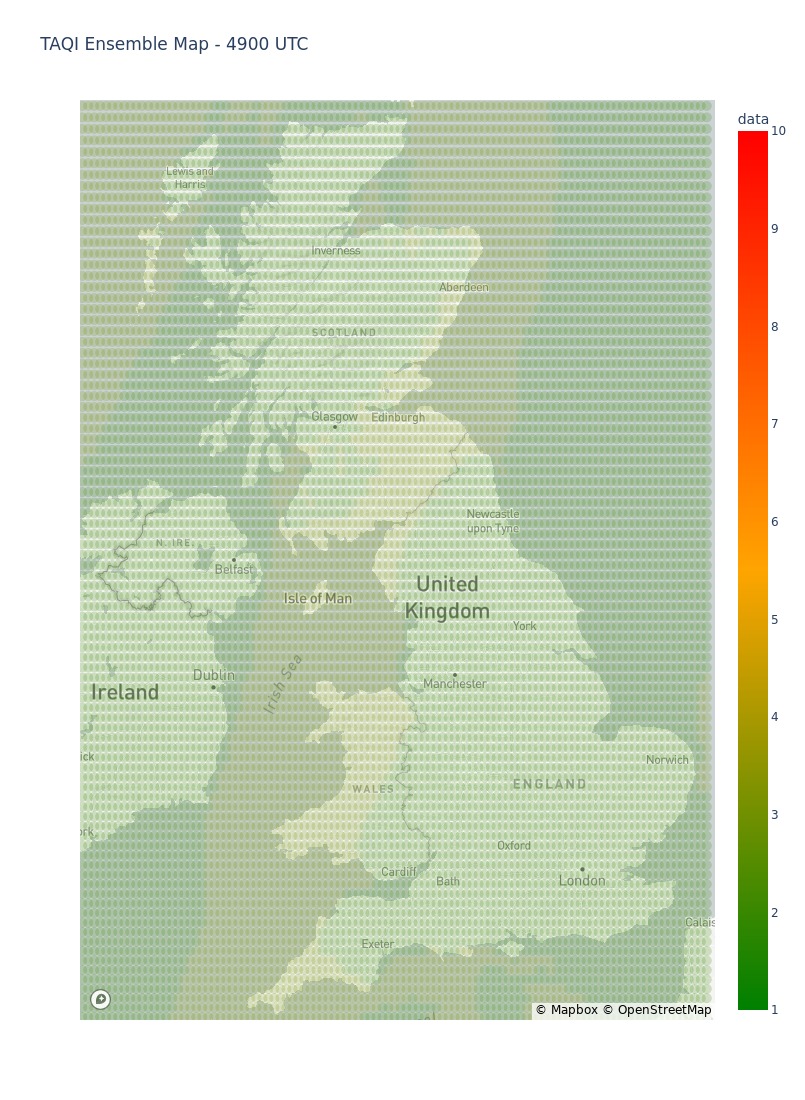 TAQI Ensemble Map - 4900 UTC
data
10
9
8
7
6
5
4
3
2
1
Lewis and
Harris
Inverness
Aberdeen
SCOTLAND
Glasgow
Edinburgh
Newcastle
upon Tyne
N. IRE.
Belfast
Isle of Man
United
Kingdom
York
Dublin
Manchester
Ireland
Irish Sea
ick
Norwich
WALES
ENGLAND
ork
Oxford
Cardiff
Bath
London
Calais
Exeter
© Mapbox © OpenStreetMap